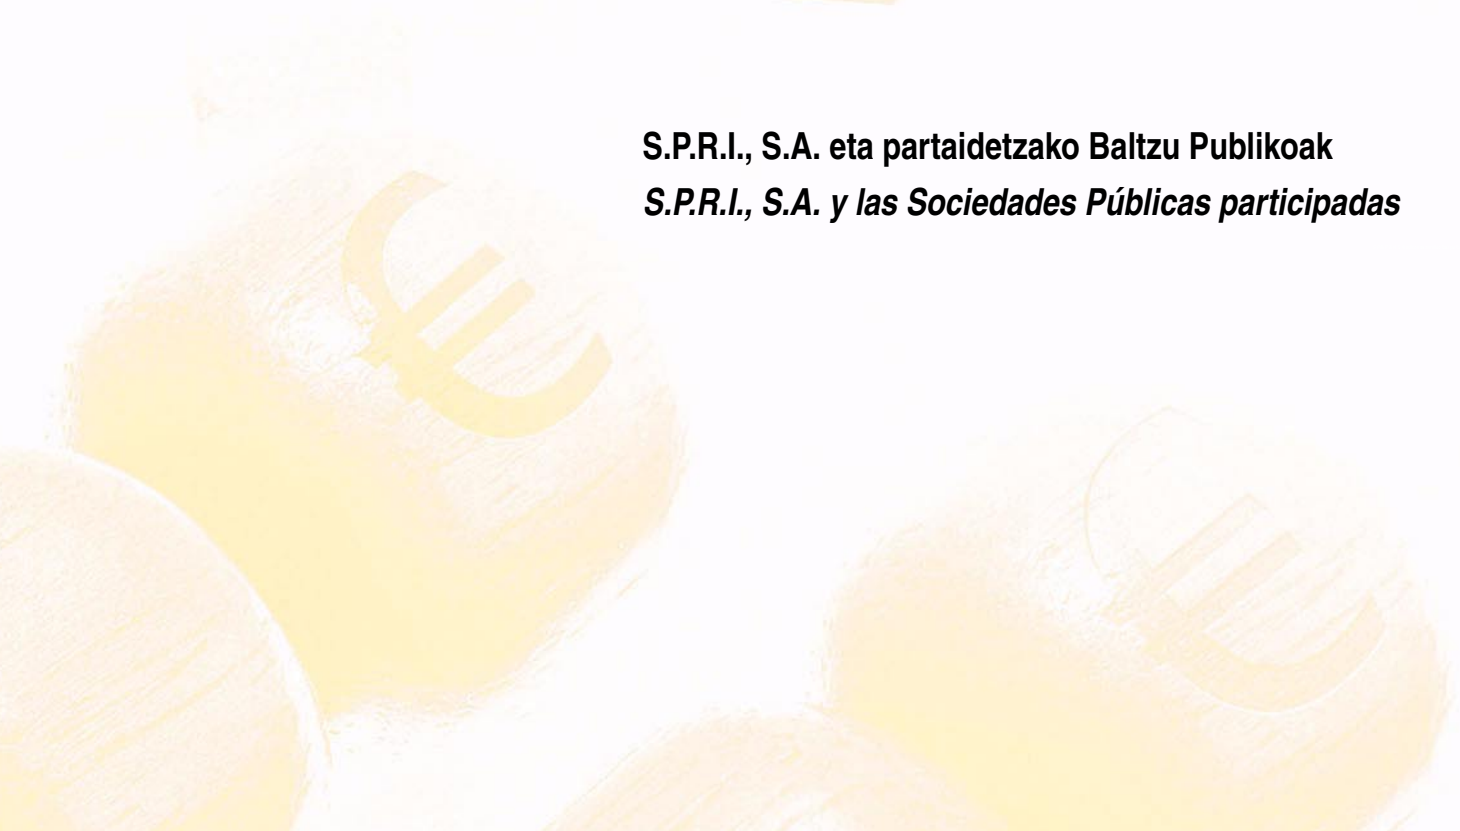 S.P.R.I., S.A. eta partaidetzako Baltzu Publikoak
S.P.R.I., S.A. y las Sociedades Públicas participadas